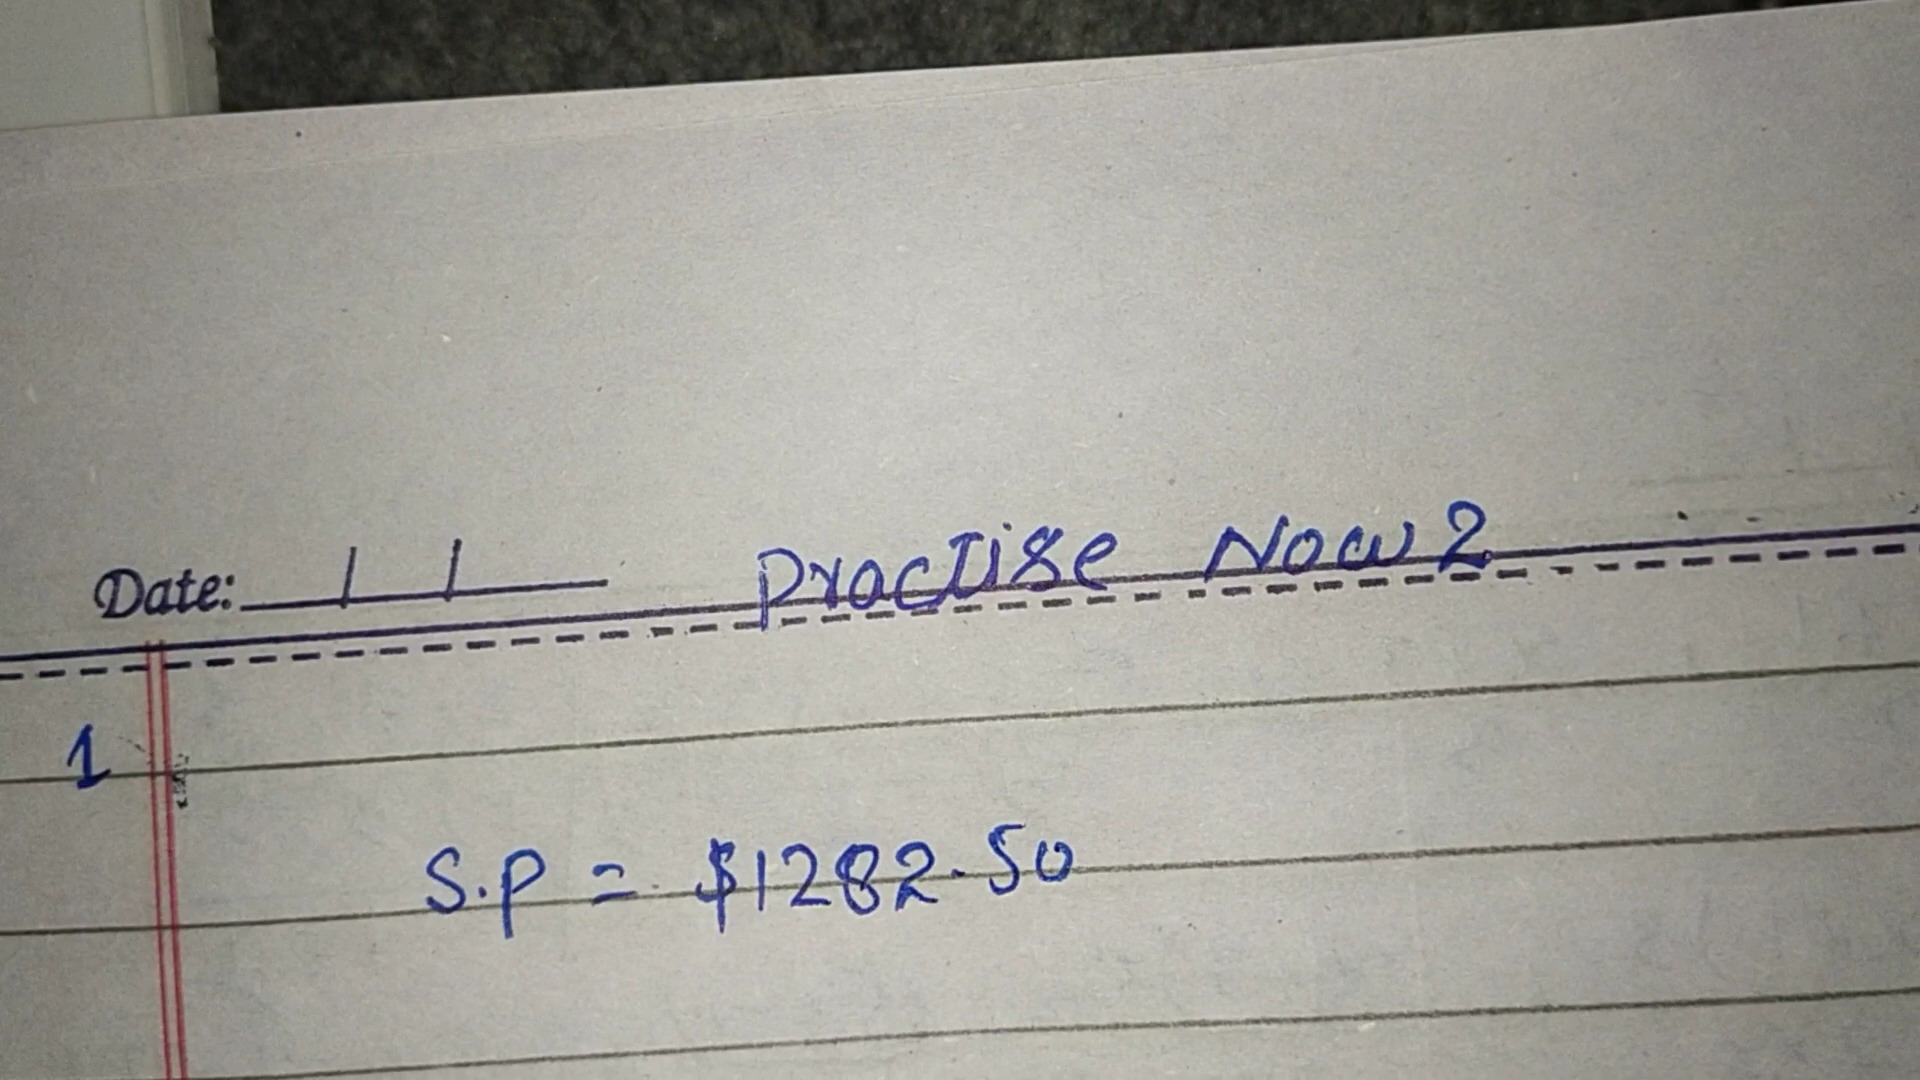 Date: / / Practise Now 2
1
S.P = $1282.50